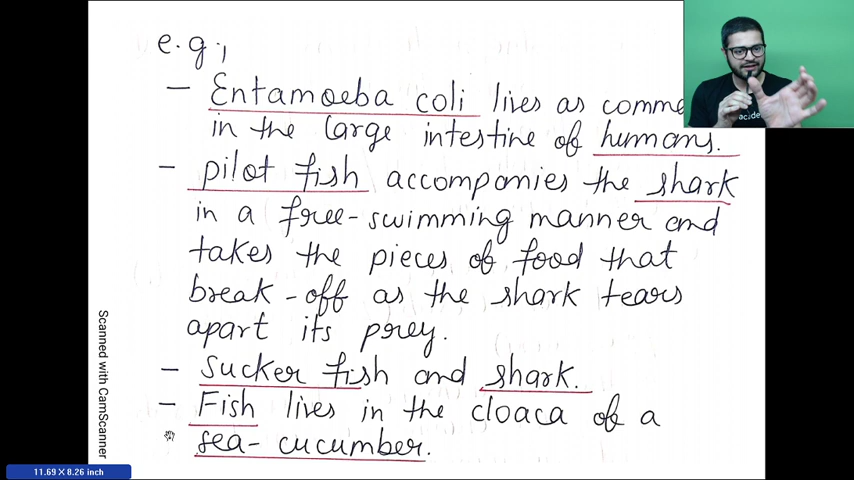 e.g;
- Entamoeba coli lives as comme
in the large intestine of humans.
- pilot fish accompanies the shark
in a free-swimming manner and
takes the pieces of food that
break-off as the shark tears
apart its prey.
- Sucker fish and shark.
- Fish lives in the cloaca of a
sea-cucumber.
Scanned with CamScanner
11.69 X 8.26 inch